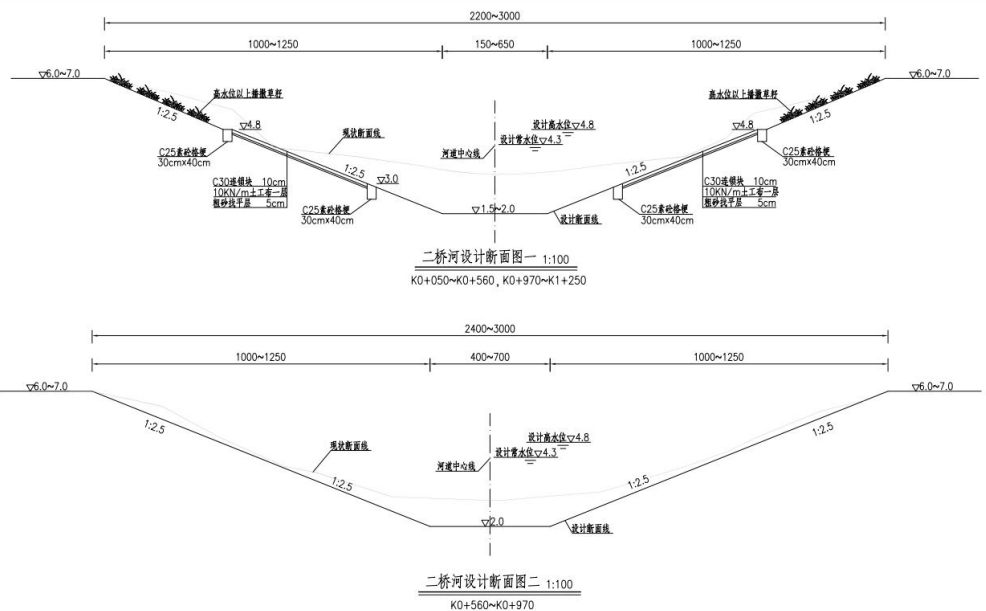 2200~3000
1000~1250
150~650
1000~1250
▽6.0~7.0
▽6.0~7.0
高水位以上播撒草籽
高水位以上播撒草籽
1:2.5
1:2.5
▽4.8
设计高水位▽4.8
▽4.8
现状断面线
设计常水位▽4.3
河道中心线
C25素砼格梗
30cm×40cm
C25素砼格梗
30cm×40cm
1:2.5
1:2.5
C30连锁块 10cm
10KN/m土工布一层
粗砂找平层 5cm
C30连锁块 10cm
10KN/m土工布一层
粗砂找平层 5cm
▽3.0
C25素砼格梗
30cm×40cm
▽1.5~2.0
设计断面线
C25素砼格梗
30cm×40cm
二桥河设计断面图一 1:100
K0+050~K0+560，K0+970~K1+250
2400~3000
1000~1250
400~700
1000~1250
▽6.0~7.0
▽6.0~7.0
1:2.5
1:2.5
现状断面线
设计高水位▽4.8
设计常水位▽4.3
河道中心线
1:2.5
1:2.5
▽2.0
设计断面线
二桥河设计断面图二 1:100
K0+560~K0+970